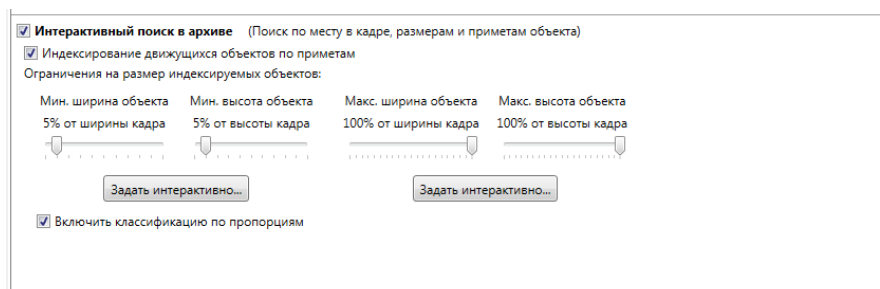 Интерактивный поиск в архиве (Поиск по месту в кадре, размерам и приметам объекта)
Индексирование движущихся объектов по приметам
Ограничения на размер индексируемых объектов:
Мин. ширина объекта Мин. высота объекта Макс. ширина объекта Макс. высота объекта
5% от ширины кадра 5% от высоты кадра 100% от ширины кадра 100% от высоты кадра
Задать интерактивно... Задать интерактивно...
Включить классификацию по пропорциям